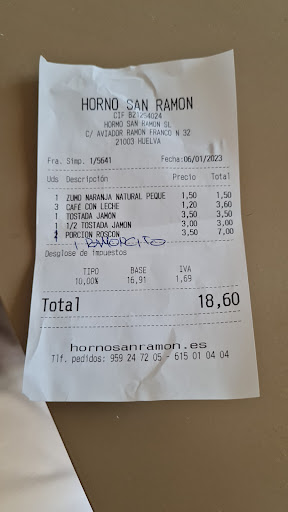 HORNO SAN RAMON
CIF B21294024
HORNO SAN RAMON SL
C/ AVIADOR RAMON FRANCO N 32
21003 HUELVA
Fra. Simp. 1/5641 Fecha:06/01/2023
Uds Descripción Precio Total
1 ZUMO NARANJA NATURAL PEQUE 1,50 1,50
3 CAFÉ CON LECHE 1,20 3,60
1 TOSTADA JAMON 3,50 3,50
1 1/2 TOSTADA JAMON 3,00 3,00
2 PORCION ROSCON 3,50 7,00
Desglose de impuestos
TIPO BASE IVA
10,00% 16,91 1,69
Total 18,60
hornosanramon.es
Tlf. pedidos: 959 24 72 05 - 615 01 04 04